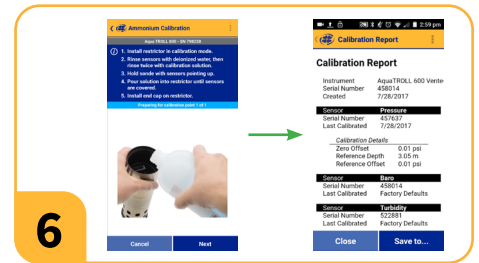 Ammonium Calibration
Aqua TROLL 600 - SN 798238
1. Install restrictor in calibration mode.
2. Rinse sensors with deionized water, then
rinse twice with calibration solution.
3. Hold sonde with sensors pointing up.
4. Pour solution into restrictor until sensors
are covered.
5. Install end cap on restrictor.
Preparing for calibration point 1 of 1
Cancel
Next
2:59 pm
Calibration
Report
Calibration Report
Instrument AquaTROLL 600 Vente
Serial Number 458014
Created 7/28/2017
Sensor Pressure
Serial Number 457637
Last Calibrated 7/28/2017
Calibration Details
Zero Offset 0.01 psi
Reference Depth 3.05 m
Reference Offset 0.01 psi
Sensor Baro
Serial Number 458014
Last Calibrated Factory Defaults
Sensor Turbidity
Serial Number 522881
Last Calibrated Factory Defaults
Close
Save to...
6